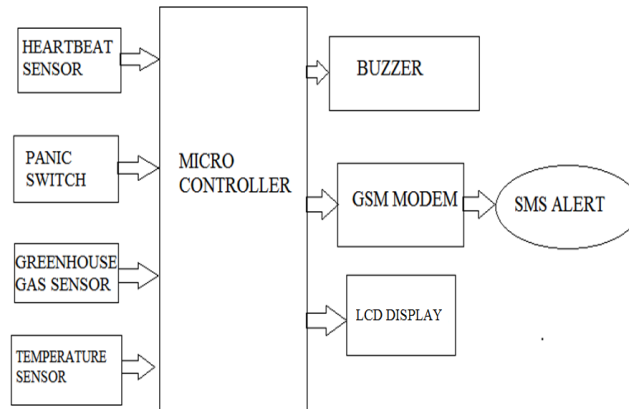 HEARTBEAT
SENSOR
PANIC
SWITCH
GREENHOUSE
GAS SENSOR
TEMPERATURE
SENSOR
MICRO
CONTROLLER
BUZZER
GSM MODEM
SMS ALERT
LCD DISPLAY